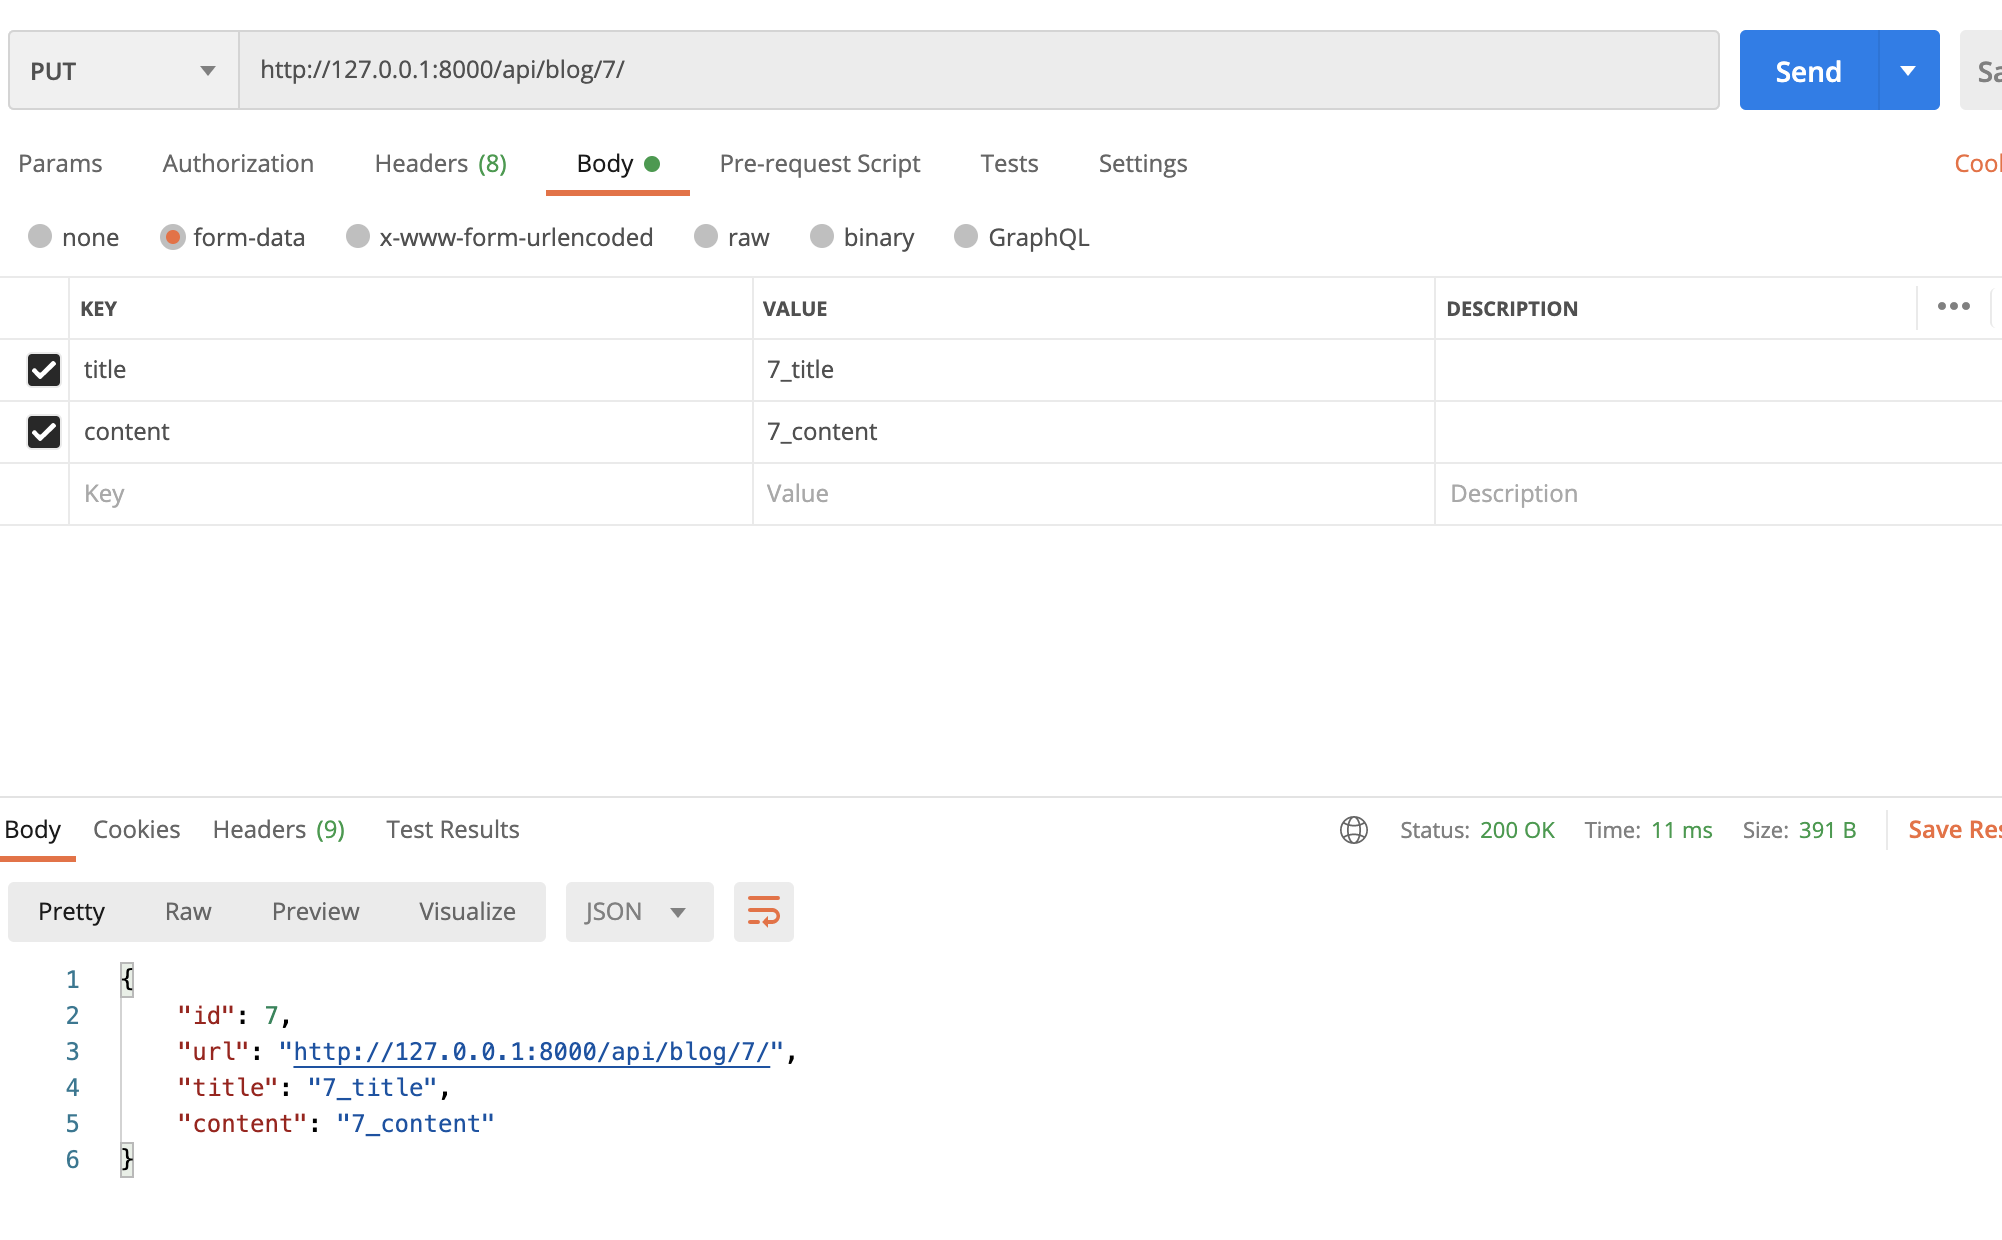 PUT http://127.0.0.1:8000/api/blog/7/ Send Sa
Params Authorization Headers (8) Body Pre-request Script Tests Settings Cool
none form-data x-www-form-urlencoded raw binary GraphQL
KEY VALUE DESCRIPTION
title 7_title
content 7_content
Key Value Description
Body Cookies Headers (9) Test Results Status: 200 OK Time: 11 ms Size: 391 B Save Res
Pretty Raw Preview Visualize JSON
1 {
2 "id": 7,
3 "url": "http://127.0.0.1:8000/api/blog/7/",
4 "title": "7_title",
5 "content": "7_content"
6 }